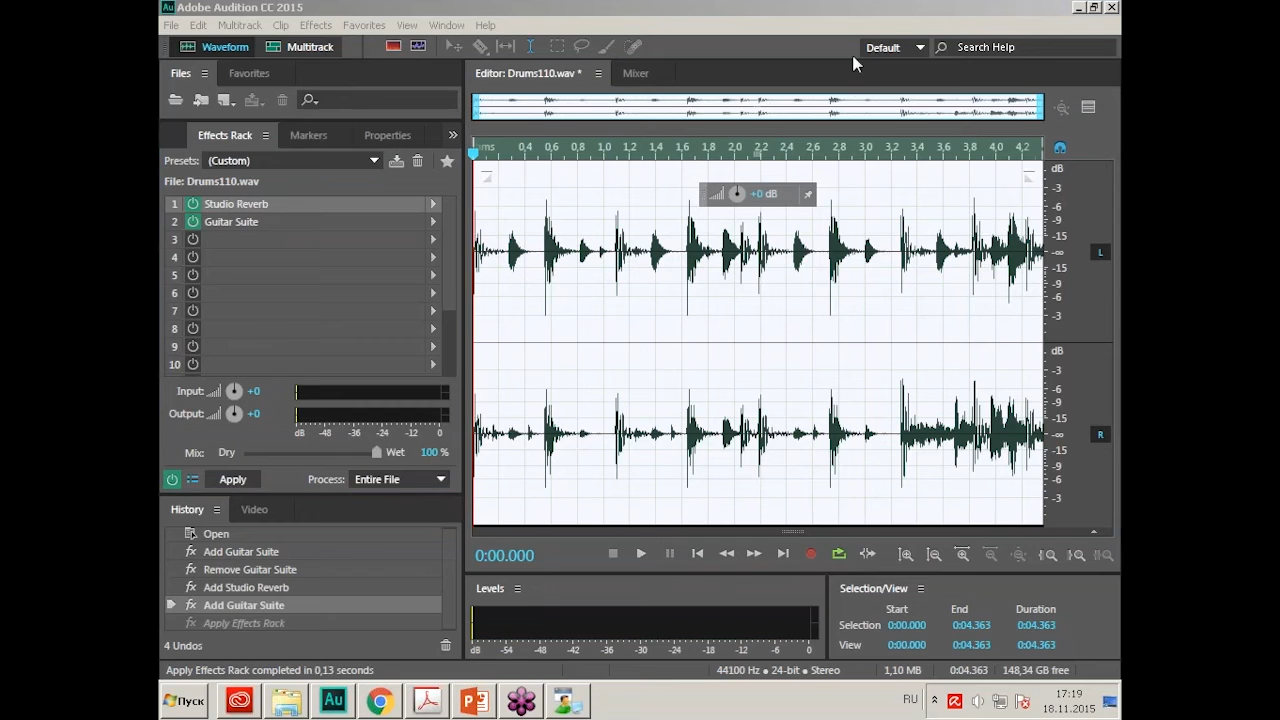 Au Adobe Audition CC 2015
File Edit Multitrack Clip Effects Favorites View Window Help
Waveform Multitrack Default Search Help
Files Favorites Editor: Drums110.wav * Mixer
Effects Rack Markers Properties
0,4 0,6 0,8 1,0 1,2 1,4 1,6 1,8 2,0 2,2 2,4 2,6 2,8 3,0 3,2 3,4 3,6 3,8 4,0 4,2
Presets: (Custom)
File: Drums110.wav
1 Studio Reverb
2 Guitar Suite
3
4
5
6
7
8
9
10
+0 dB
dB
-3
-6
-9
-15
-∞
-15
-9
-6
-3
L
dB
-3
-6
-9
-15
-∞
-15
-9
-6
-3
R
Input: +0
Output: +0
dB -48 -36 -24 -12 0
Mix: Dry Wet 100 %
Apply Process: Entire File
History Video
Open
fx Add Guitar Suite
fx Remove Guitar Suite
fx Add Studio Reverb
fx Add Guitar Suite
fx Apply Effects Rack
4 Undos
0:00.000
Levels
dB -54 -48 -42 -36 -30 -24 -18 -12 -6 0
Selection/View
Start End Duration
Selection 0:00.000 0:04.363 0:04.363
View 0:00.000 0:04.363 0:04.363
Apply Effects Rack completed in 0,13 seconds 44100 Hz • 24-bit • Stereo 1,10 MB 0:04.363 148,34 GB free
Пуск Au RU 17:19
18.11.2015